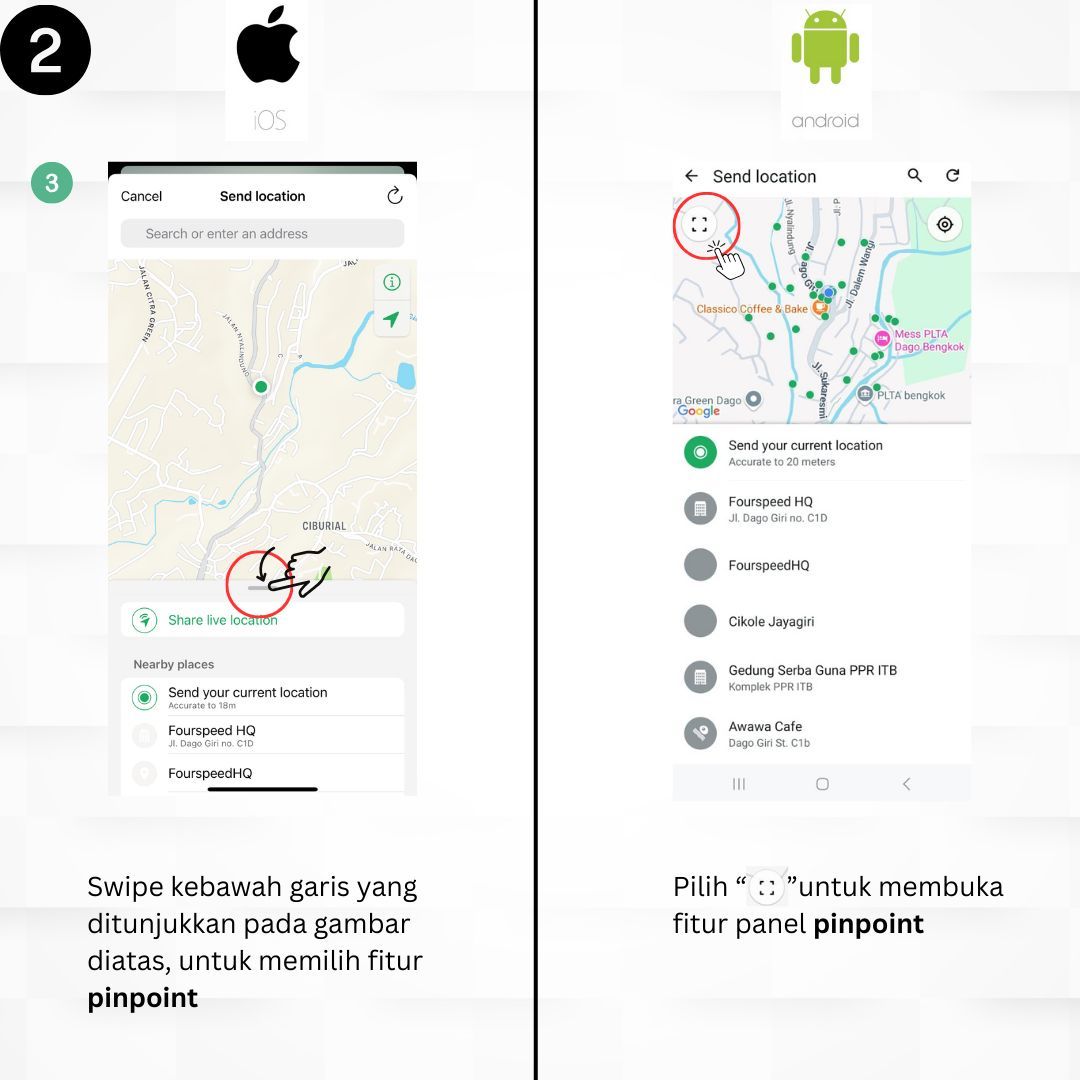 2
iOS
3
Cancel
Send location
Search or enter an address
JALAN CITRA GREEN
JALAN NYALINDUNG
CIBURIAL
JALAN RAYA DAG
Share live location
Nearby places
Send your current location
Accurate to 18m
Fourspeed HQ
Jl. Dago Giri no. C1D
FourspeedHQ
Swipe kebawah garis yang
ditunjukkan pada gambar
diatas, untuk memilih fitur
pinpoint
android
Send location
Jl. Nyalindung
Jl. P
Jl. Dalem Wangi
Classico Coffee & Bake
Mess PLTA
Dago Bengkok
Jl. Sukaresmi
ra Green Dago
PLTA bengkok
Google
Send your current location
Accurate to 20 meters
Fourspeed HQ
Jl. Dago Giri no. C1D
FourspeedHQ
Cikole Jayagiri
Gedung Serba Guna PPR ITB
Komplek PPR ITB
Awawa Cafe
Dago Giri St. C1b
Pilih “ ”untuk membuka
fitur panel pinpoint